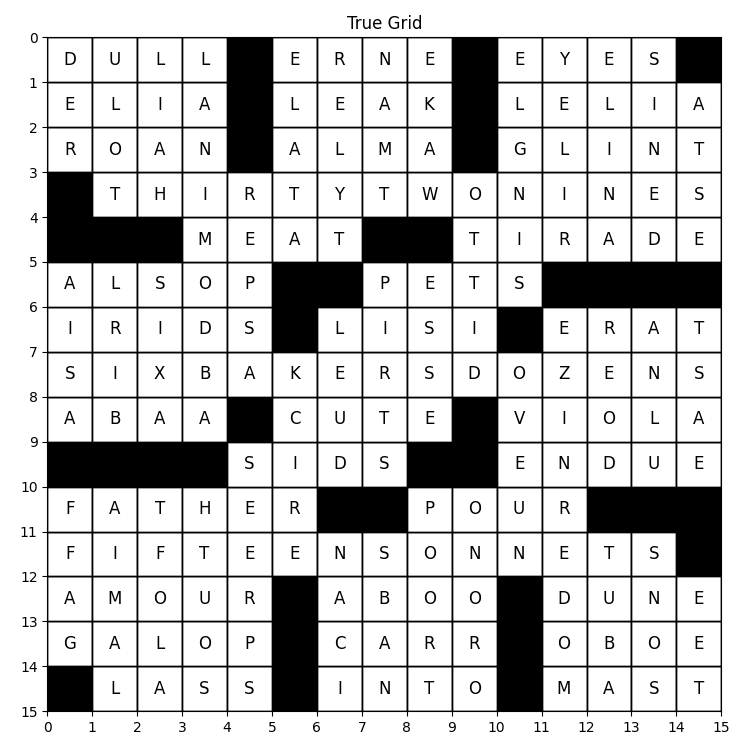 True Grid
0 D U L L E R N E E Y E S
1 E L I A L E A K L E L I A
2 R O A N A L M A G L I N T
3 T H I R T Y T W O N I N E S
4 M E A T T I R A D E
5 A L S O P P E T S
6 I R I D S L I S I E R A T
7 S I X B A K E R S D O Z E N S
8 A B A A C U T E V I O L A
9 S I D S E N D U E
10 F A T H E R P O U R
11 F I F T E E N S O N N E T S
12 A M O U R A B O O D U N E
13 G A L O P C A R R O B O E
14 L A S S I N T O M A S T
15
0 1 2 3 4 5 6 7 8 9 10 11 12 13 14 15